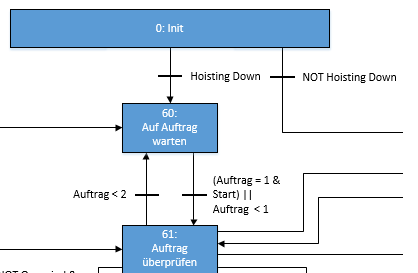 0: Init
Hoisting Down
NOT Hoisting Down
60:
Auf Auftrag
warten
Auftrag < 2
(Auftrag = 1 &
Start) ||
Auftrag < 1
61:
Auftrag
überprüfen